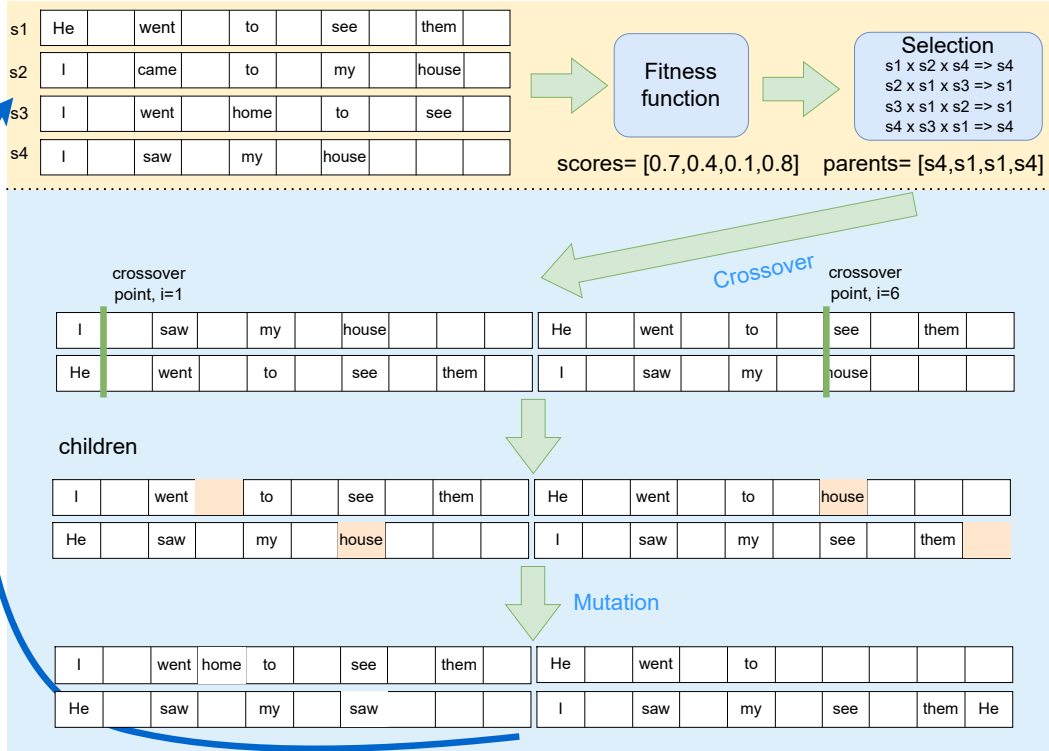 s1 He went to see them
s2 I came to my house
s3 I went home to see
s4 I saw my house
Fitness
function
scores= [0.7,0.4,0.1,0.8]
Selection
s1 x s2 x s4 => s4
s2 x s1 x s3 => s1
s3 x s1 x s2 => s1
s4 x s3 x s1 => s4
parents= [s4,s1,s1,s4]
Crossover
crossover
point, i=1
crossover
point, i=6
I saw my house He went to see them
He went to see them I saw my house
children
I went to see them He went to house
He saw my house I saw my see them
Mutation
I went home to see them He went to
He saw my saw I saw my see them He